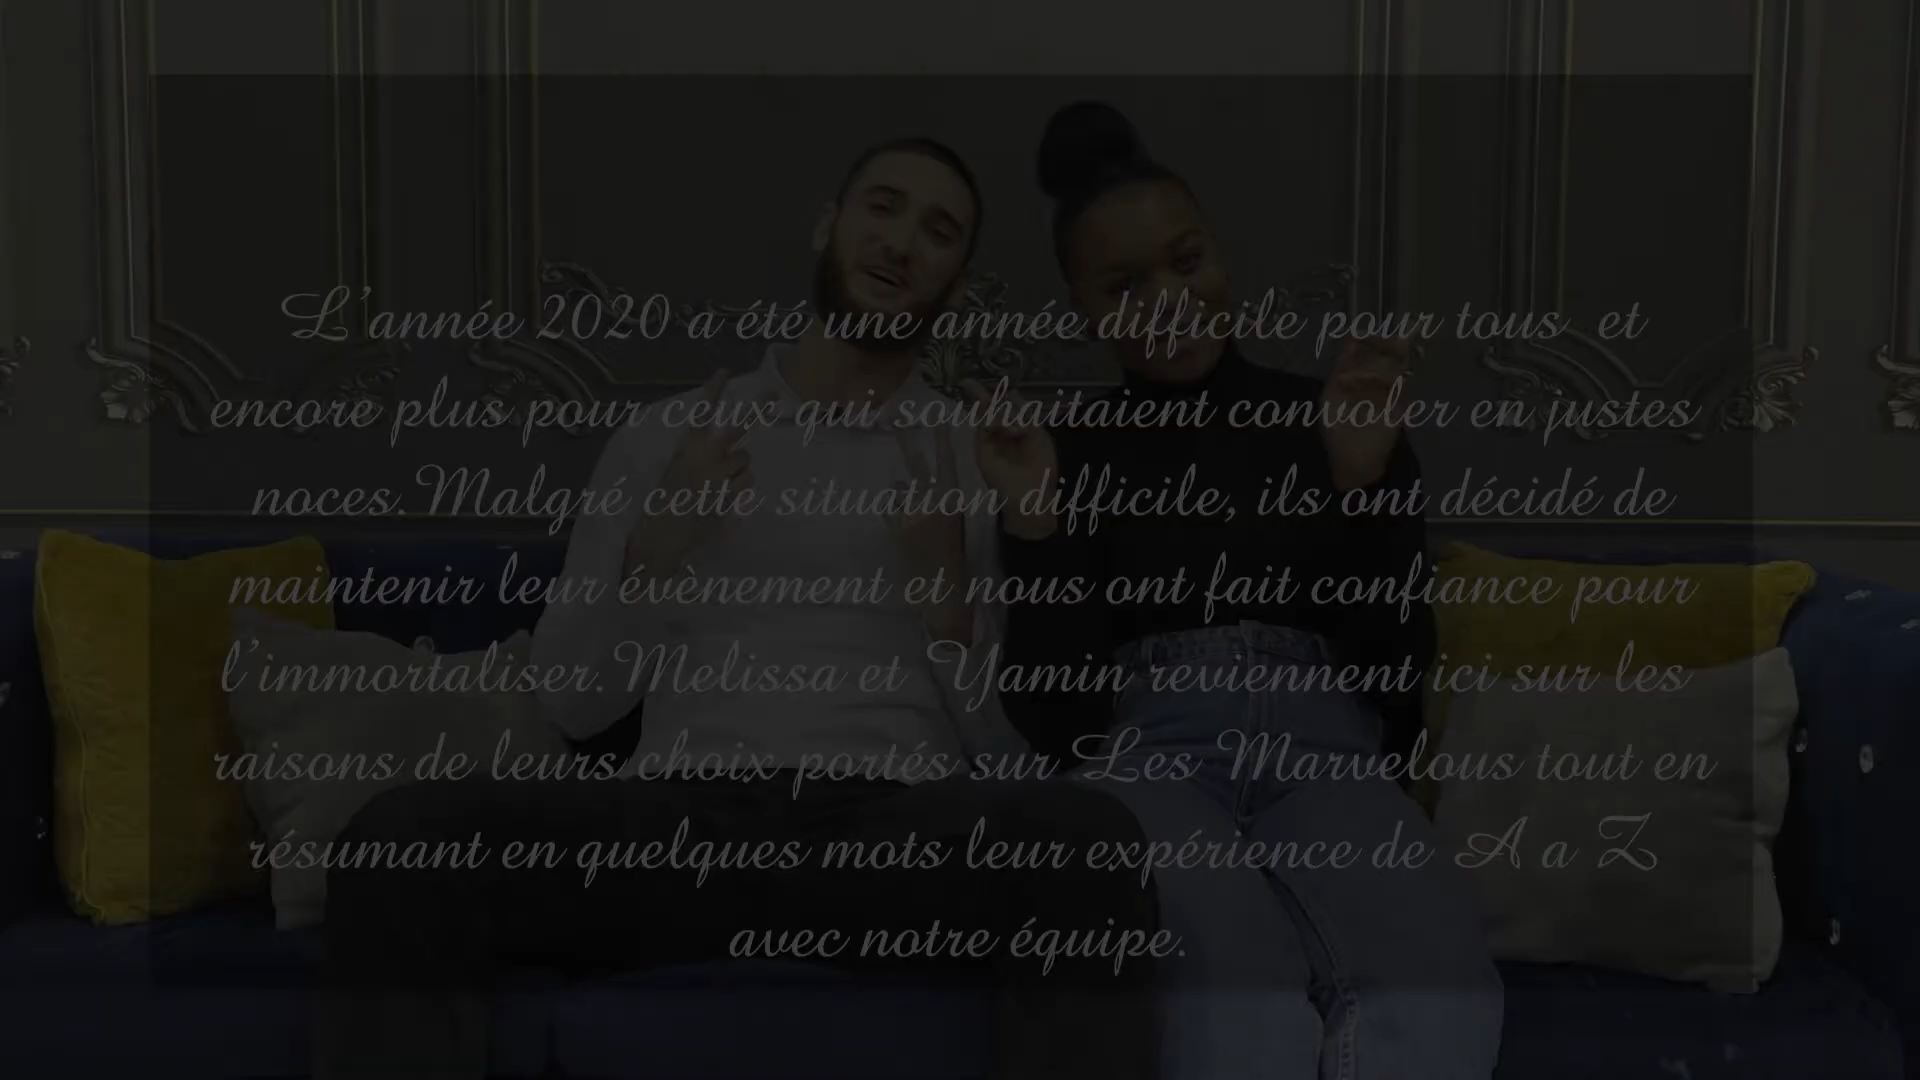 L'année 2020 a été une année difficile pour tous et
encore plus pour ceux qui souhaitaient convoler en justes
noces. Malgré cette situation difficile, ils ont décidé de
maintenir leur évènement et nous ont fait confiance pour
l'immortaliser. Melissa et Yamin reviennent ici sur les
raisons de leurs choix portés sur Les Marvelous tout en
résumant en quelques mots leur expérience de A a Z
avec notre équipe.